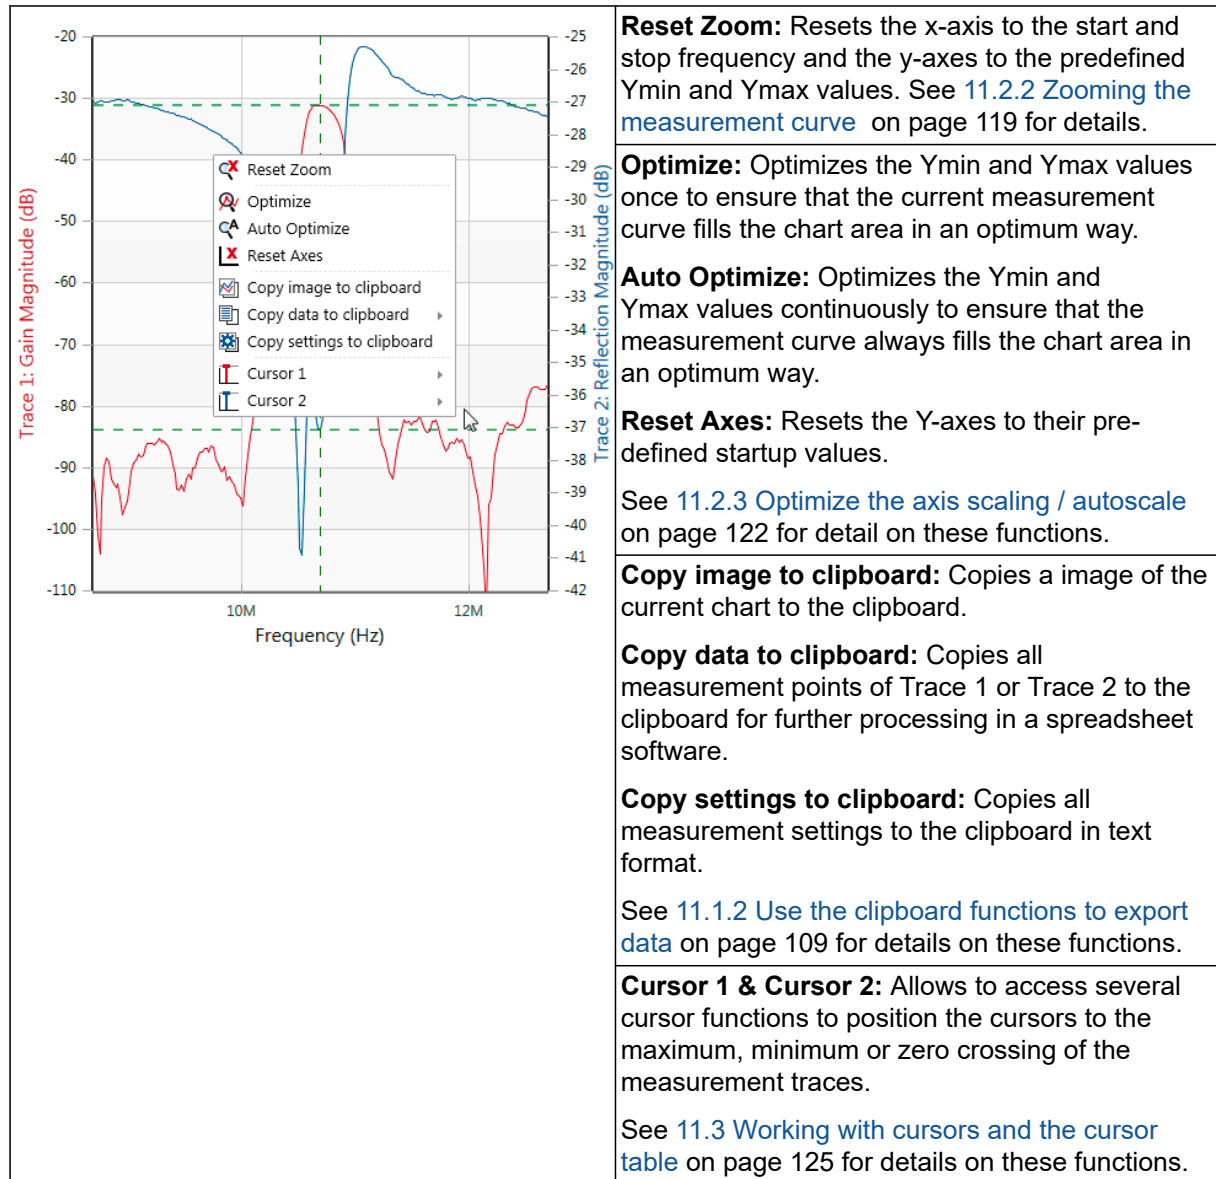 -20
-30
-40
-50
-60
-70
-80
-90
-100
-110
Trace 1: Gain Magnitude (dB)
-25
-26
-27
-28
-29
-30
-31
-32
-33
-34
-35
-36
-37
-38
-39
-40
-41
-42
Trace 2: Reflection Magnitude (dB)
10M
12M
Frequency (Hz)
Reset Zoom
Optimize
Auto Optimize
Reset Axes
Copy image to clipboard
Copy data to clipboard
Copy settings to clipboard
Cursor 1
Cursor 2
Reset Zoom: Resets the x-axis to the start and
stop frequency and the y-axes to the predefined
Ymin and Ymax values. See 11.2.2 Zooming the
measurement curve on page 119 for details.
Optimize: Optimizes the Ymin and Ymax values
once to ensure that the current measurement
curve fills the chart area in an optimum way.
Auto Optimize: Optimizes the Ymin and
Ymax values continuously to ensure that the
measurement curve always fills the chart area in
an optimum way.
Reset Axes: Resets the Y-axes to their pre-
defined startup values.
See 11.2.3 Optimize the axis scaling / autoscale
on page 122 for detail on these functions.
Copy image to clipboard: Copies a image of the
current chart to the clipboard.
Copy data to clipboard: Copies all
measurement points of Trace 1 or Trace 2 to the
clipboard for further processing in a spreadsheet
software.
Copy settings to clipboard: Copies all
measurement settings to the clipboard in text
format.
See 11.1.2 Use the clipboard functions to export
data on page 109 for details on these functions.
Cursor 1 & Cursor 2: Allows to access several
cursor functions to position the cursors to the
maximum, minimum or zero crossing of the
measurement traces.
See 11.3 Working with cursors and the cursor
table on page 125 for details on these functions.